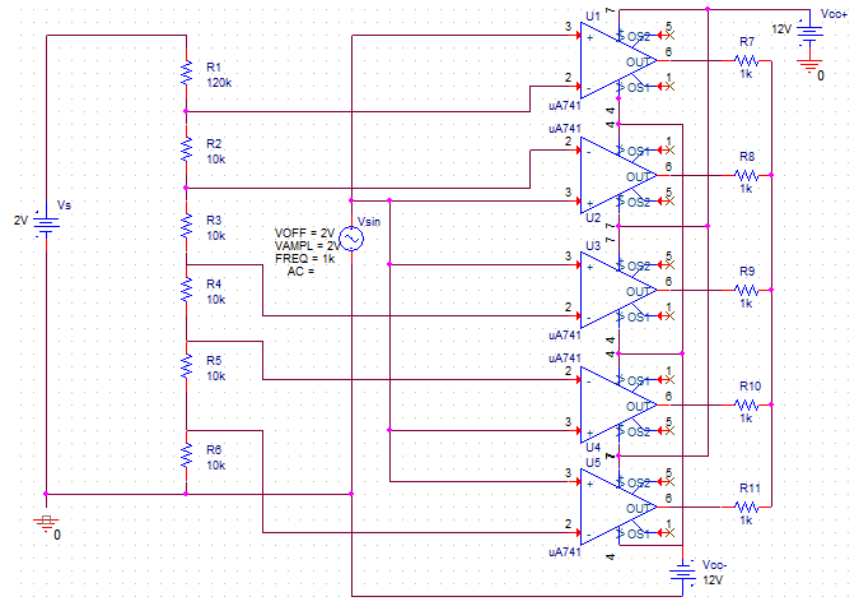 Vcc+
12V
0
U1
7
3
+
5
OS2
OUT
6
R7
1k
2
-
OS1
1
uA741
4
R1
120k
uA741
4
2
-
OS1
1
OUT
6
R8
1k
3
+
OS2
5
U2
7
R2
10k
Vs
2V
R3
10k
Vsin
VOFF = 2V
VAMPL = 2V
FREQ = 1k
AC =
7
U3
3
+
5
OS2
OUT
6
R9
1k
2
-
OS1
1
uA741
4
R4
10k
uA741
4
2
-
OS1
1
OUT
6
R10
1k
3
+
OS2
5
U4
7
R5
10k
7
U5
3
+
5
OS2
OUT
6
R11
1k
2
-
OS1
1
uA741
4
R6
10k
0
Vcc-
12V